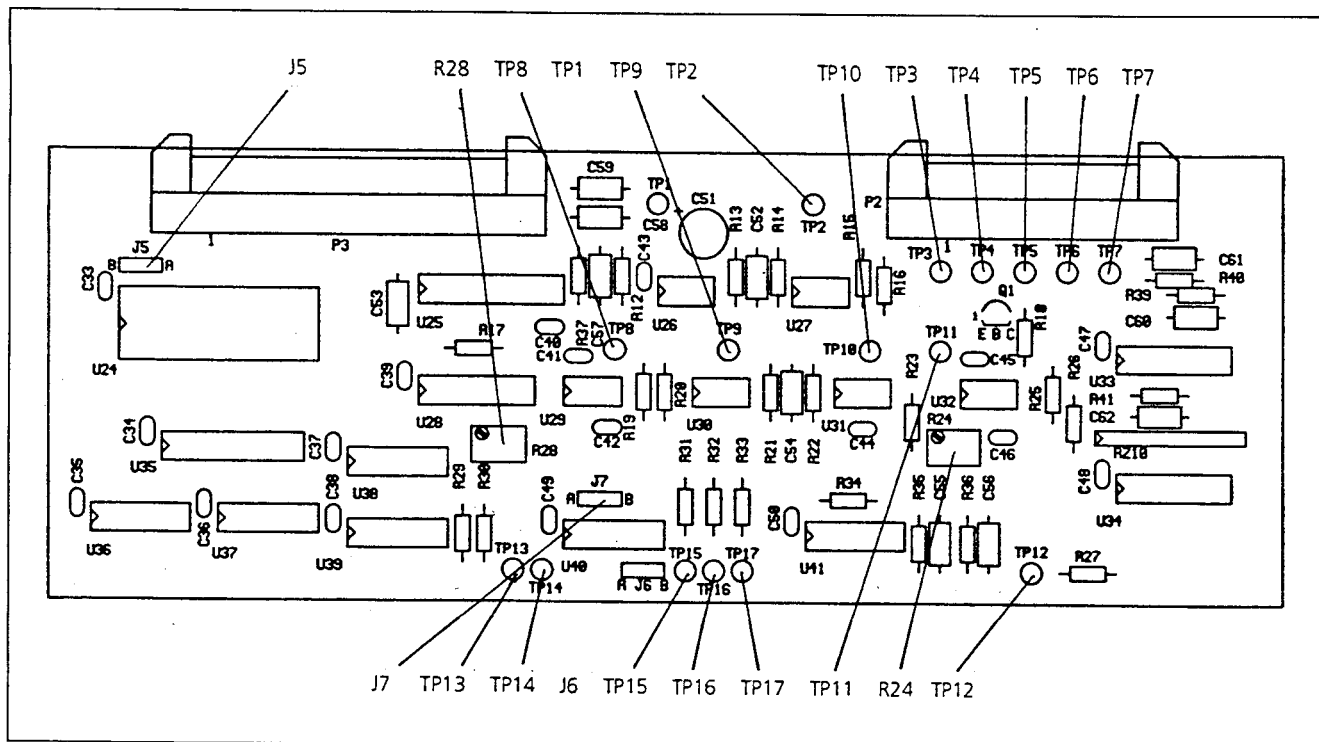 J5 R28 TP8 TP1 TP9 TP2 TP10 TP3 TP4 TP5 TP6 TP7
C59 TP1 C51 P2
C58 R13 C52 R14 TP2 R15
1 P3 TP3 1 TP4 TP5 TP6 TP7
J5 C43 C61
B A R16 R40
C33 C53 R12 Q1 R39
U25 U26 U27 1 E B C R18 C60
U24 R17 C40 R37 C57 TP8 TP9 TP10 TP11 C47
C41 R23 C45 R26
C39 U33
U28 U29 R19 R20 U30 U31 U32 R25 R41
C34 C42 C44 R24 C62
U35 C37 R28 R31 R32 R33 R21 C54 R22 C46 RZ10
C35 U38 R29 R30 J7 R34 R35 C55 R36 C56 C48
C36 C38 A B C49 C50
U36 U37 U39 TP13 U40 TP15 TP17 U41 TP12 R27 U34
TP14 A J6 B TP16
J7 TP13 TP14 J6 TP15 TP16 TP17 TP11 R24 TP12